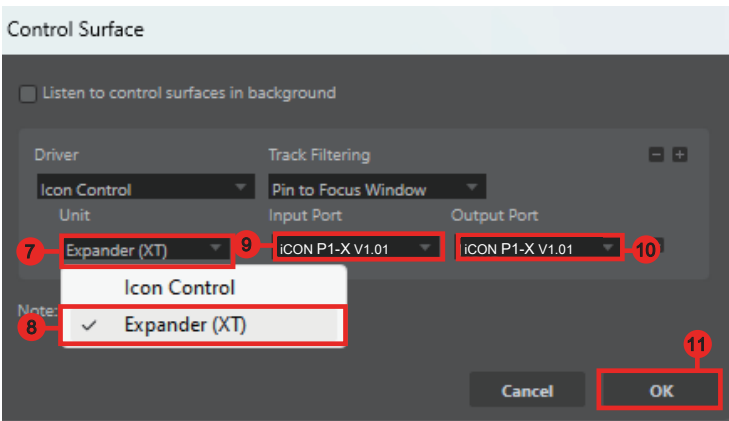 Control Surface
Listen to control surfaces in background
Driver Track Filtering
Icon Control Pin to Focus Window
Unit Input Port Output Port
7 Expander (XT) 9 iCON P1-X V1.01 iCON P1-X V1.01 10
Icon Control
Note:
8 ✓ Expander (XT)
11
Cancel OK